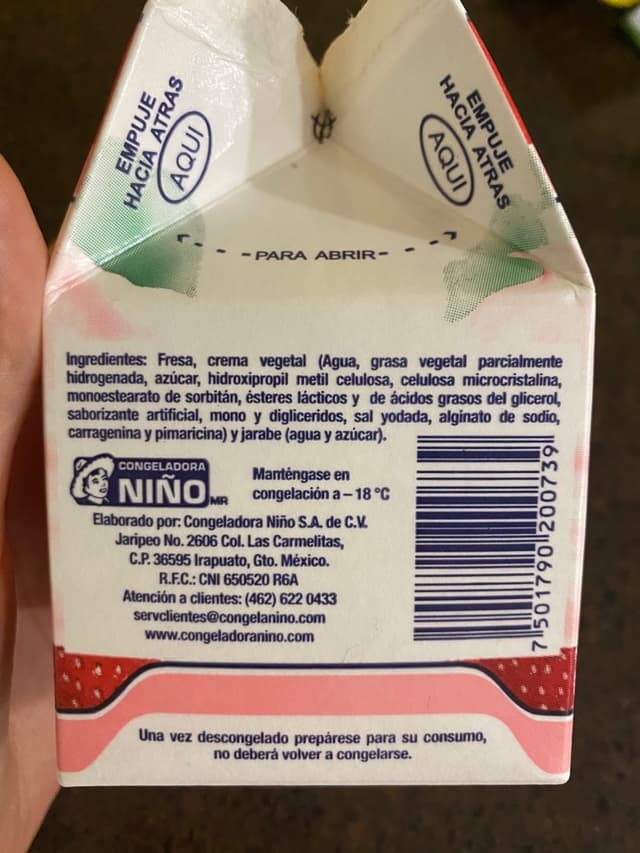 EMPUJE
HACIA ATRAS
AQUI
EMPUJE
HACIA ATRAS
AQUI
- PARA ABRIR -
Ingredientes: Fresa, crema vegetal (Agua, grasa vegetal parcialmente
hidrogenada, azúcar, hidroxipropil metil celulosa, celulosa microcristalina,
monoestearato de sorbitán, ésteres lácticos y de ácidos grasos del glicerol,
saborizante artificial, mono y digliceridos, sal yodada, alginato de sodio,
carragenina y pimaricina) y jarabe (agua y azúcar).
CONGELADORA
NIÑO MR
Manténgase en
congelación a – 18 °C
Elaborado por: Congeladora Niño S.A. de C.V.
Jaripeo No. 2606 Col. Las Carmelitas,
C.P. 36595 Irapuato, Gto. México.
R.F.C.: CNI 650520 R6A
Atención a clientes: (462) 622 0433
servclientes@congelanino.com
www.congeladoranino.com
7 501790 200739
Una vez descongelado prepárese para su consumo,
no deberá volver a congelarse.